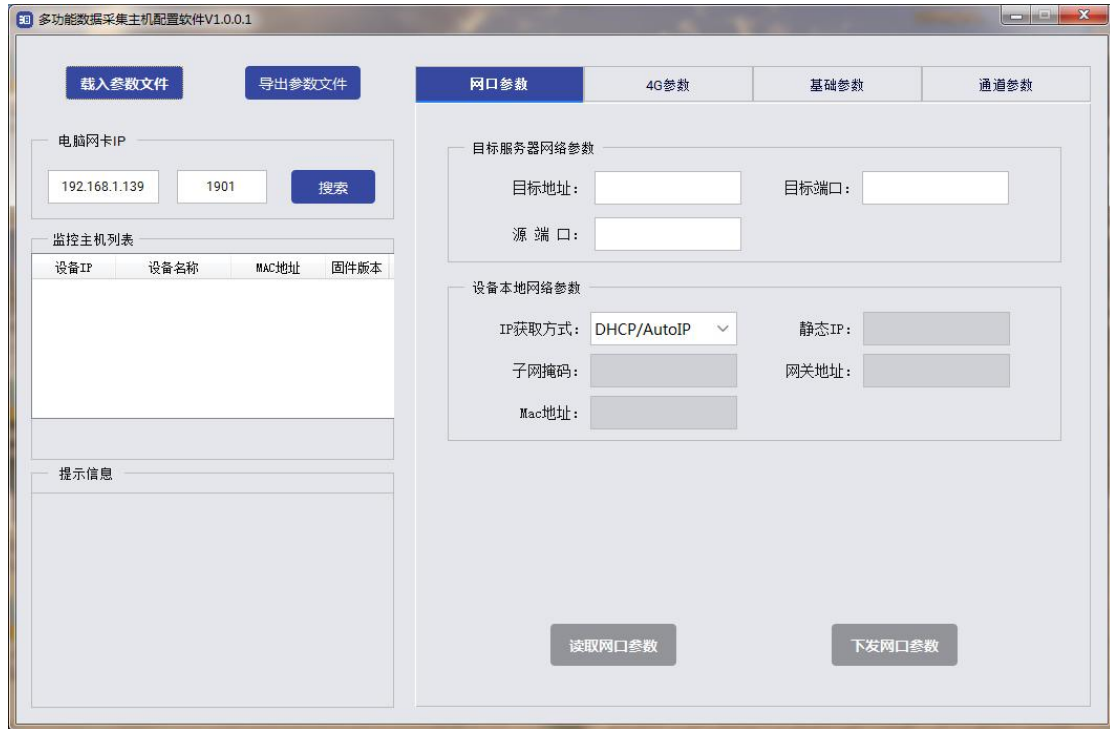 多功能数据采集主机配置软件V1.0.0.1
载入参数文件 导出参数文件
电脑网卡IP
192.168.1.139 1901 搜索
监控主机列表
设备IP 设备名称 MAC地址 固件版本
提示信息
网口参数 4G参数 基础参数 通道参数
目标服务器网络参数
目标地址: 目标端口:
源 端 口:
设备本地网络参数
IP获取方式: DHCP/AutoIP 静态IP:
子网掩码: 网关地址:
Mac地址:
读取网口参数 下发网口参数